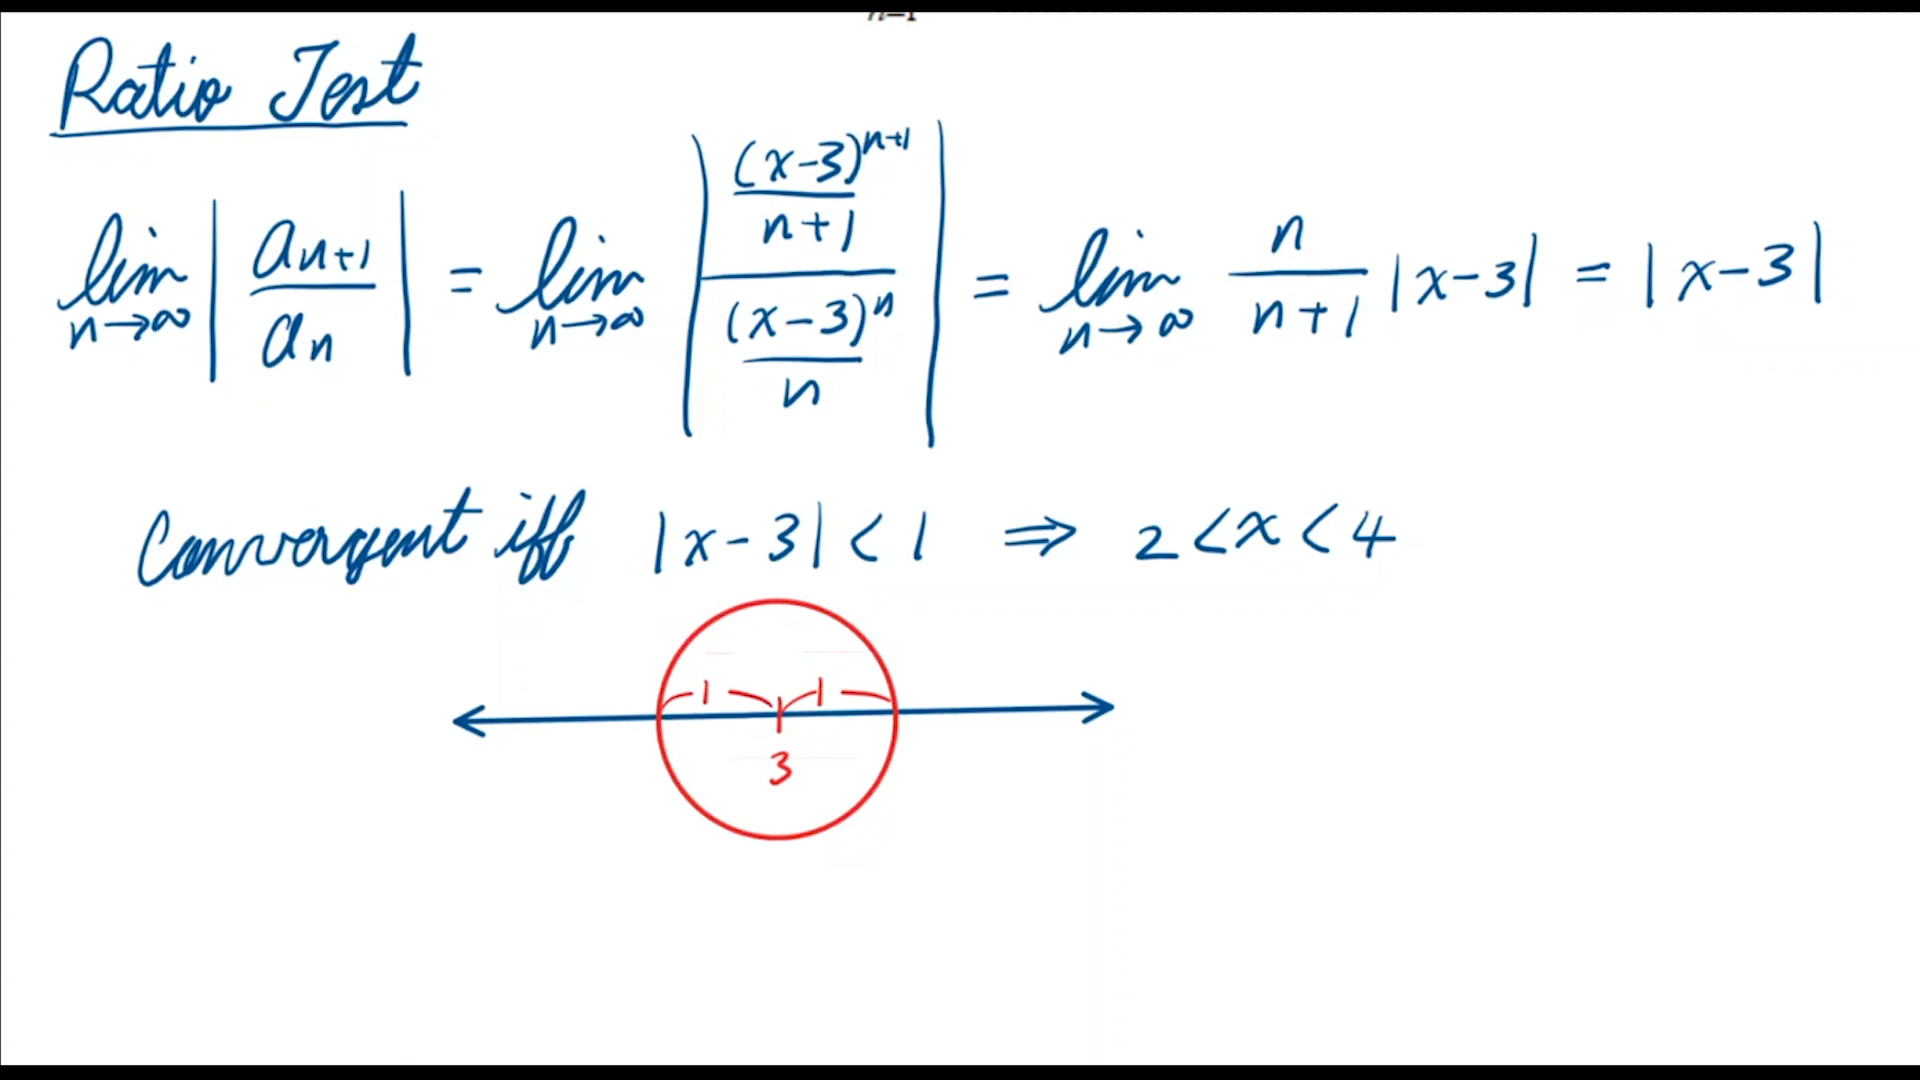 n=1
Ratio Test
lim n→∞ | a_{n+1} / a_n | = lim n→∞ | ((x-3)^{n+1} / (n+1)) / ((x-3)^n / n) | = lim n→∞ n/(n+1) |x-3| = |x-3|
Convergent iff |x-3| < 1 ⇒ 2 < x < 4
1 1
3